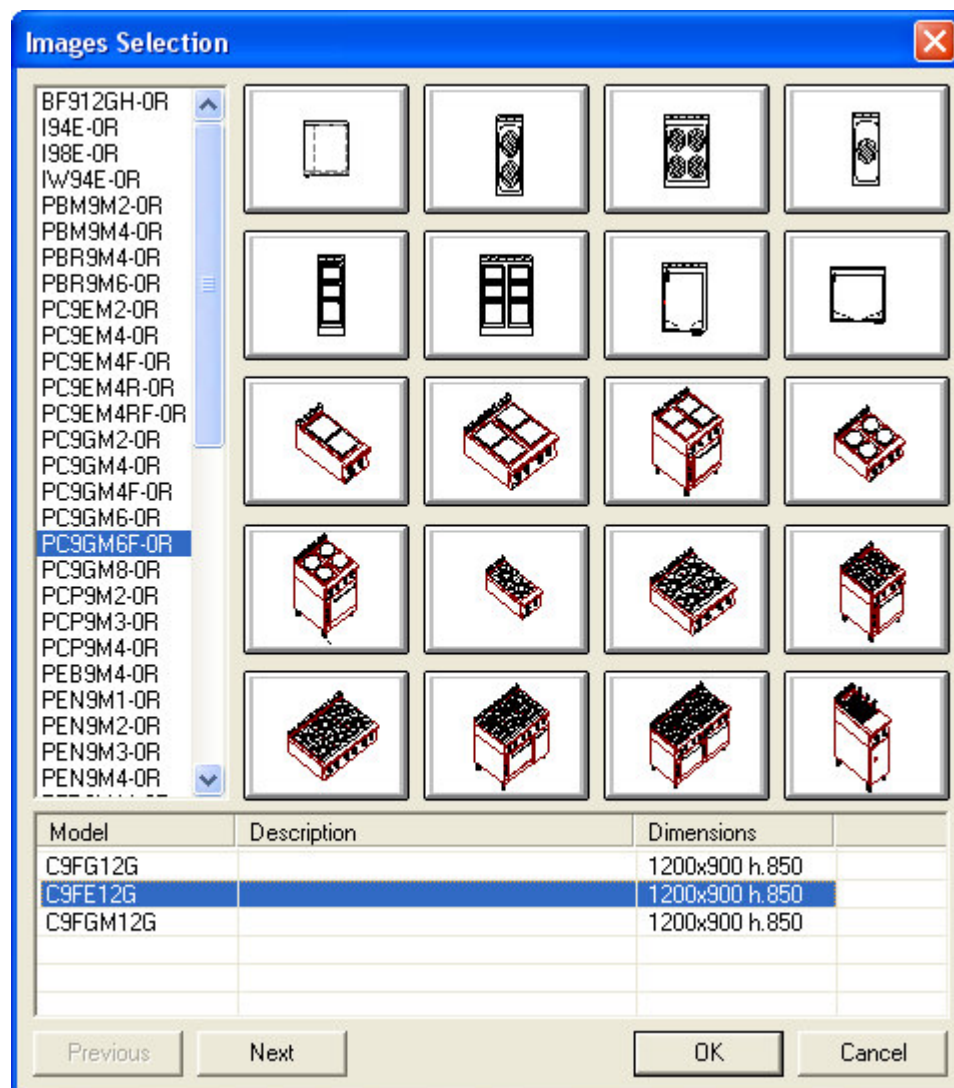 Images Selection
BF912GH-0R
I94E-0R
I98E-0R
IW94E-0R
PBM9M2-0R
PBM9M4-0R
PBR9M4-0R
PBR9M6-0R
PC9EM2-0R
PC9EM4-0R
PC9EM4F-0R
PC9EM4R-0R
PC9EM4RF-0R
PC9GM2-0R
PC9GM4-0R
PC9GM4F-0R
PC9GM6-0R
PC9GM6F-0R
PC9GM8-0R
PCP9M2-0R
PCP9M3-0R
PCP9M4-0R
PEB9M4-0R
PEN9M1-0R
PEN9M2-0R
PEN9M3-0R
PEN9M4-0R
Model Description Dimensions
C9FG12G 1200x900 h.850
C9FE12G 1200x900 h.850
C9FGM12G 1200x900 h.850
Previous Next OK Cancel